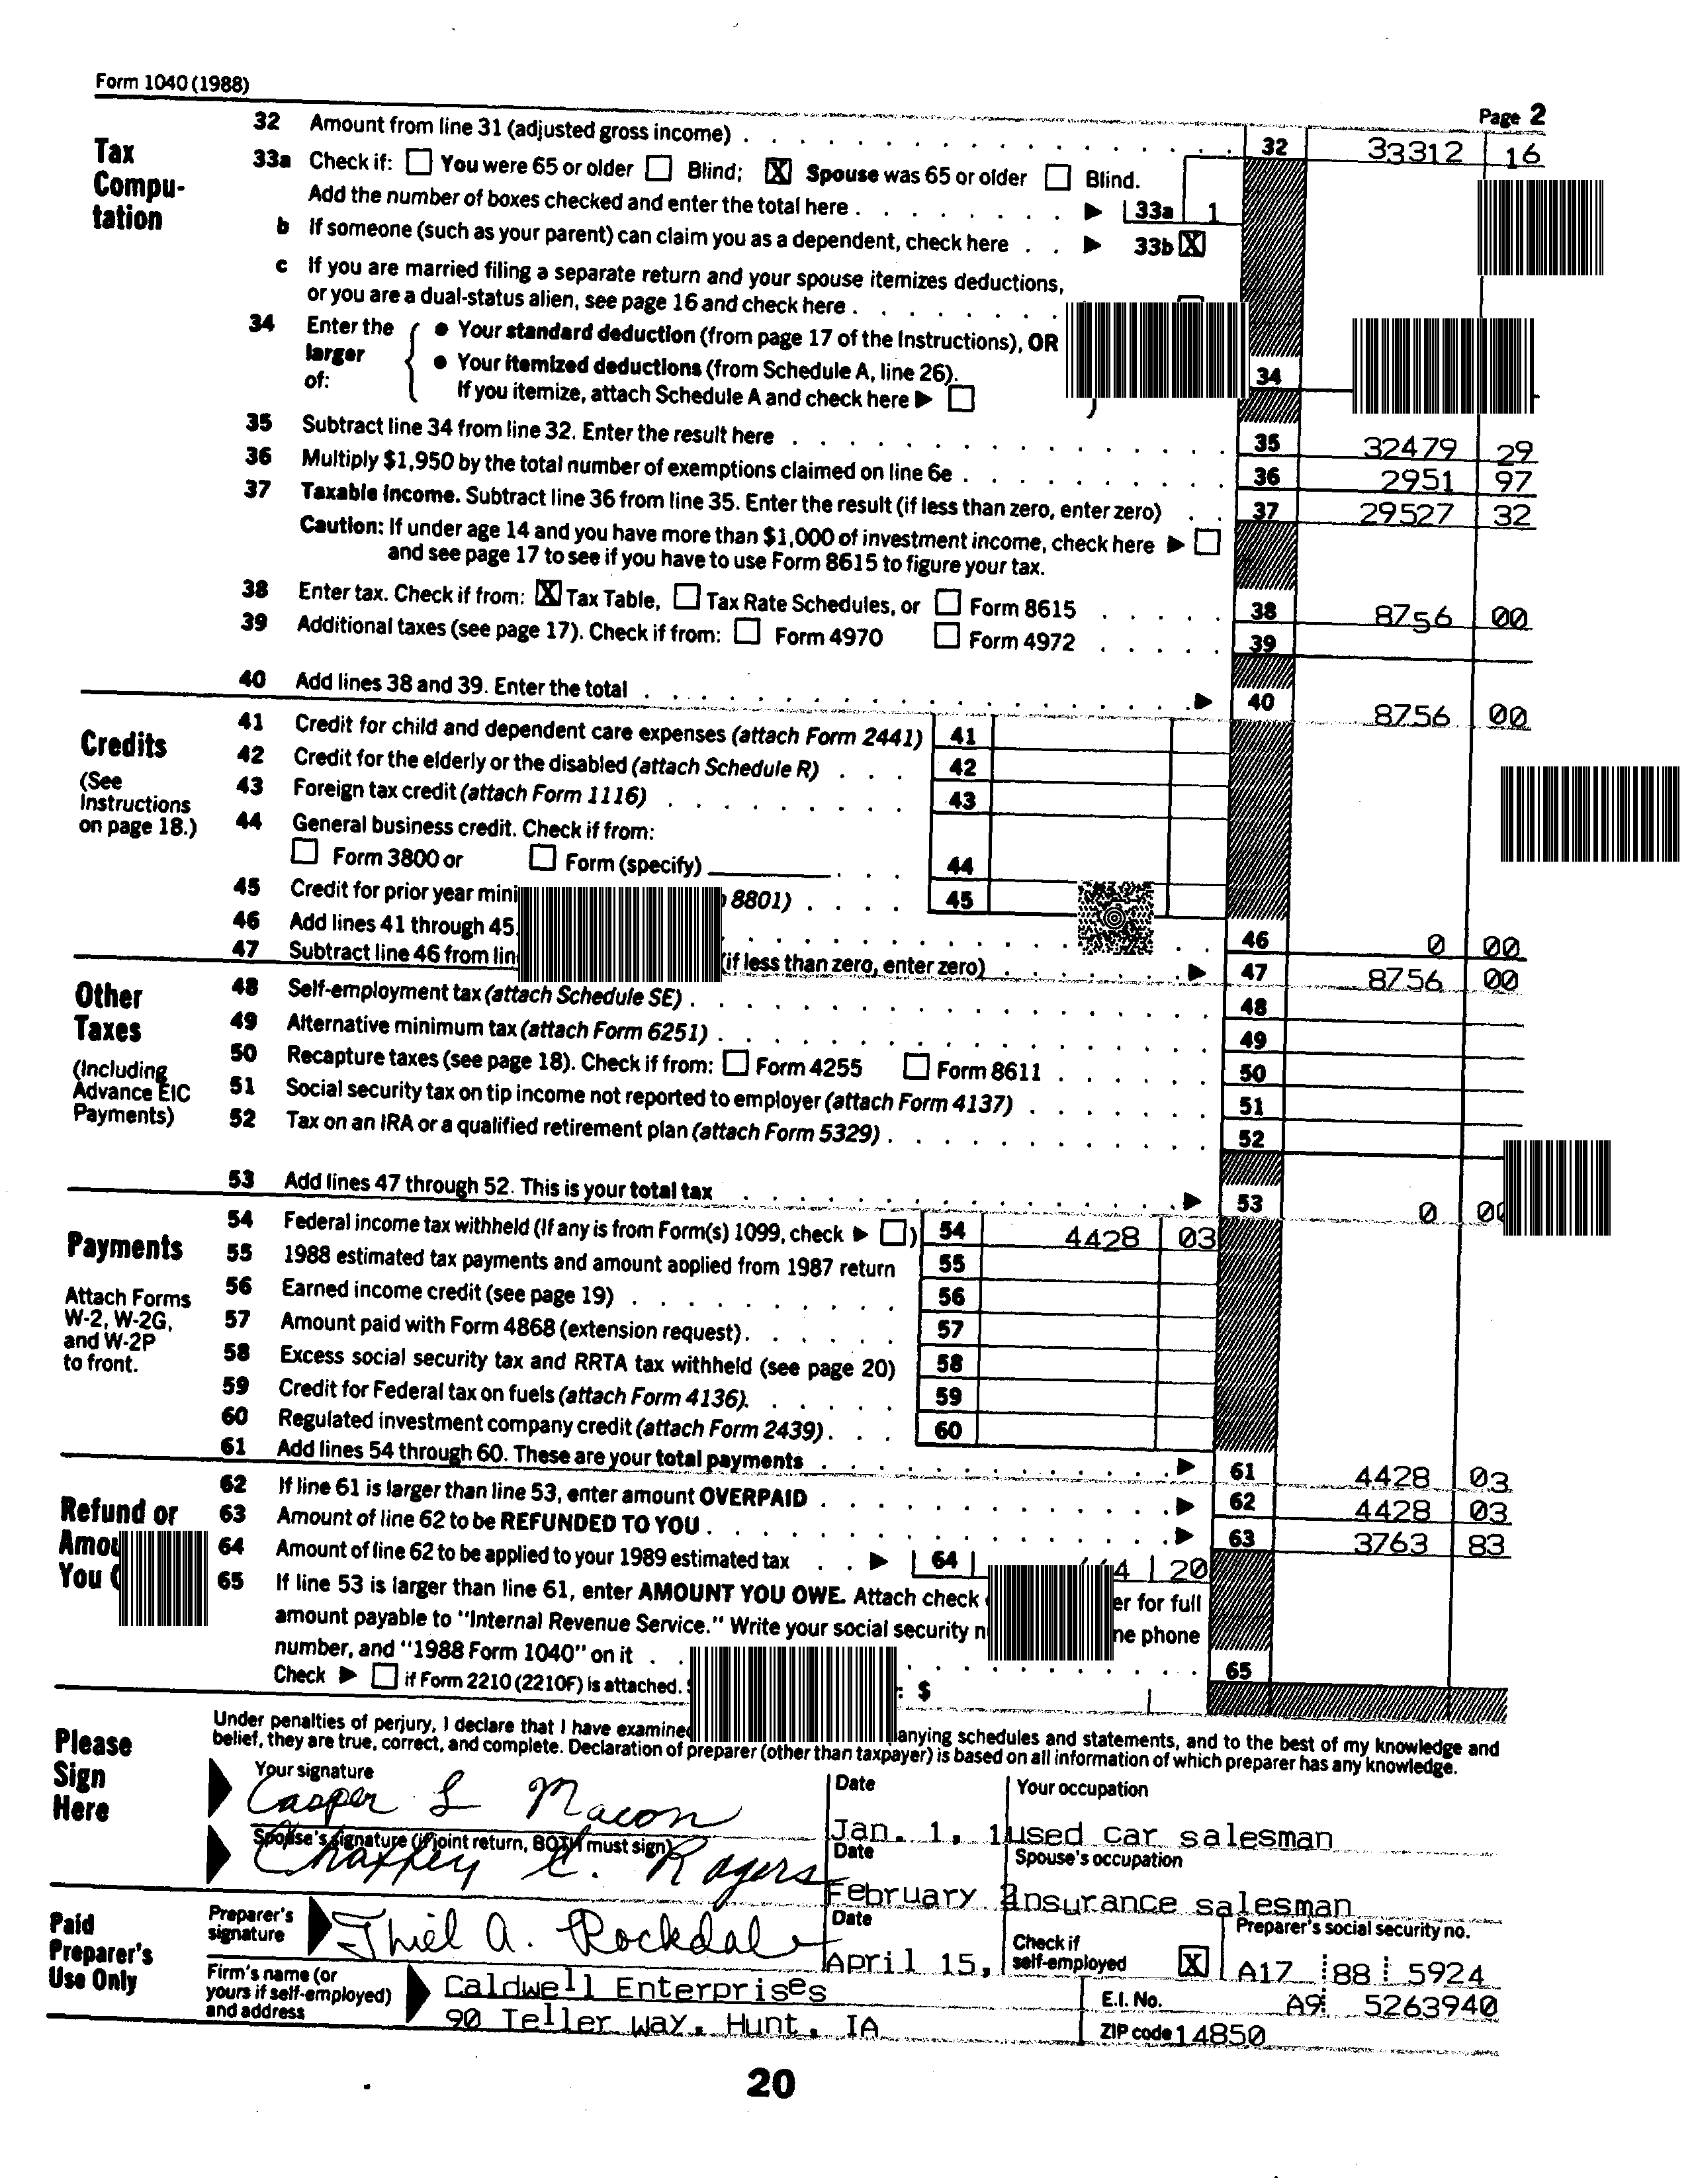 Form 1040 (1988)
Page 2
Tax Compu-tation
32 Amount from line 31 (adjusted gross income) 32 33312 16
33a Check if: You were 65 or older Blind; X Spouse was 65 or older Blind.
Add the number of boxes checked and enter the total here 33a 1
b If someone (such as your parent) can claim you as a dependent, check here 33b X
c If you are married filing a separate return and your spouse itemizes deductions,
or you are a dual-status alien, see page 16 and check here
34 Enter the larger of:
• Your standard deduction (from page 17 of the Instructions), OR
• Your itemized deductions (from Schedule A, line 26).
If you itemize, attach Schedule A and check here 34
35 Subtract line 34 from line 32. Enter the result here 35 32479 29
36 Multiply $1,950 by the total number of exemptions claimed on line 6e 36 2951 97
37 Taxable income. Subtract line 36 from line 35. Enter the result (if less than zero, enter zero) 37 29527 32
Caution: If under age 14 and you have more than $1,000 of investment income, check here
and see page 17 to see if you have to use Form 8615 to figure your tax.
38 Enter tax. Check if from: X Tax Table, Tax Rate Schedules, or Form 8615 38 8756 00
39 Additional taxes (see page 17). Check if from: Form 4970 Form 4972 39
40 Add lines 38 and 39. Enter the total 40 8756 00
Credits
(See Instructions on page 18.)
41 Credit for child and dependent care expenses (attach Form 2441) 41
42 Credit for the elderly or the disabled (attach Schedule R) 42
43 Foreign tax credit (attach Form 1116) 43
44 General business credit. Check if from:
Form 3800 or Form (specify) 44
45 Credit for prior year 8801) 45
46 Add lines 41 through 45. 46 0 00
47 Subtract line 46 from (if less than zero, enter zero) 47 8756 00
Other Taxes
(Including Advance EIC Payments)
48 Self-employment tax (attach Schedule SE) 48
49 Alternative minimum tax (attach Form 6251) 49
50 Recapture taxes (see page 18). Check if from: Form 4255 Form 8611 50
51 Social security tax on tip income not reported to employer (attach Form 4137) 51
52 Tax on an IRA or a qualified retirement plan (attach Form 5329) 52
53 Add lines 47 through 52. This is your total tax 53 0
Payments
Attach Forms W-2, W-2G, and W-2P to front.
54 Federal income tax withheld (If any is from Form(s) 1099, check ) 54 4428 03
55 1988 estimated tax payments and amount applied from 1987 return 55
56 Earned income credit (see page 19) 56
57 Amount paid with Form 4868 (extension request) 57
58 Excess social security tax and RRTA tax withheld (see page 20) 58
59 Credit for Federal tax on fuels (attach Form 4136). 59
60 Regulated investment company credit (attach Form 2439) 60
61 Add lines 54 through 60. These are your total payments 61 4428 03
Refund or
You
62 If line 61 is larger than line 53, enter amount OVERPAID 62 4428 03
63 Amount of line 62 to be REFUNDED TO YOU 63 3763 83
64 Amount of line 62 to be applied to your 1989 estimated tax 64 20
65 If line 53 is larger than line 61, enter AMOUNT YOU OWE. Attach check for full
amount payable to "Internal Revenue Service." Write your social security phone
number, and "1988 Form 1040" on it 65
Check if Form 2210 (2210F) is attached. $
Please Sign Here
Under penalties of perjury, I declare that I have examined schedules and statements, and to the best of my knowledge and
belief, they are true, correct, and complete. Declaration of preparer (other than taxpayer) is based on all information of which preparer has any knowledge.
Your signature Date Your occupation
Casper L Macon Jan. 1, 1 used car salesman
Spouse's signature (if joint return, BOTH must sign) Date Spouse's occupation
Chaffey C. Rogers February insurance salesman
Paid Preparer's Use Only
Preparer's signature Thiel A. Rockdale Date April 15, Check if self-employed X Preparer's social security no. A17 88 5924
Firm's name (or yours if self-employed) and address
Caldwell Enterprises E.I. No. A9 5263940
90 Teller way, Hunt, IA ZIP code 14850
20